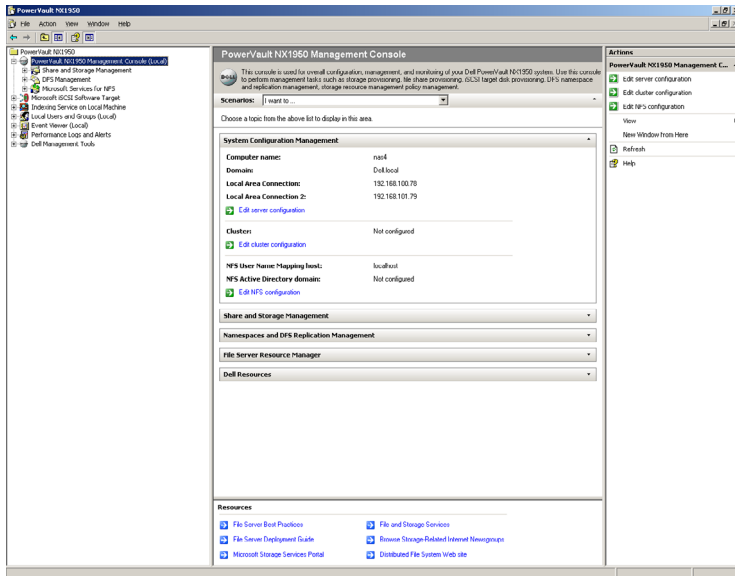 PowerVault NX1950
File Action View Window Help
PowerVault NX1950
PowerVault NX1950 Management Console (Local)
Share and Storage Management
DFS Management
Microsoft Services for NFS
Microsoft iSCSI Software Target
Indexing Service on Local Machine
Local Users and Groups (Local)
Event Viewer (Local)
Performance Logs and Alerts
Dell Management Tools
PowerVault NX1950 Management Console
DELL
This console is used for overall configuration, management, and monitoring of your Dell PowerVault NX1950 system. Use this console
to perform management tasks such as storage provisioning, file share provisioning, iSCSI target disk provisioning, DFS namespace
and replication management, storage resource management policy management.
Scenarios: I want to ...
Choose a topic from the above list to display in this area.
System Configuration Management
Computer name: nas4
Domain: Dell.local
Local Area Connection: 192.168.100.78
Local Area Connection 2: 192.168.101.79
Edit server configuration
Cluster: Not configured
Edit cluster configuration
NFS User Name Mapping host: localhost
NFS Active Directory domain: Not configured
Edit NFS configuration
Share and Storage Management
Namespaces and DFS Replication Management
File Server Resource Manager
Dell Resources
Resources
File Server Best Practices
File and Storage Services
File Server Deployment Guide
Browse Storage-Related Internet Newsgroups
Microsoft Storage Services Portal
Distributed File System Web site
Actions
PowerVault NX1950 Management C...
Edit server configuration
Edit cluster configuration
Edit NFS configuration
View
New Window from Here
Refresh
Help